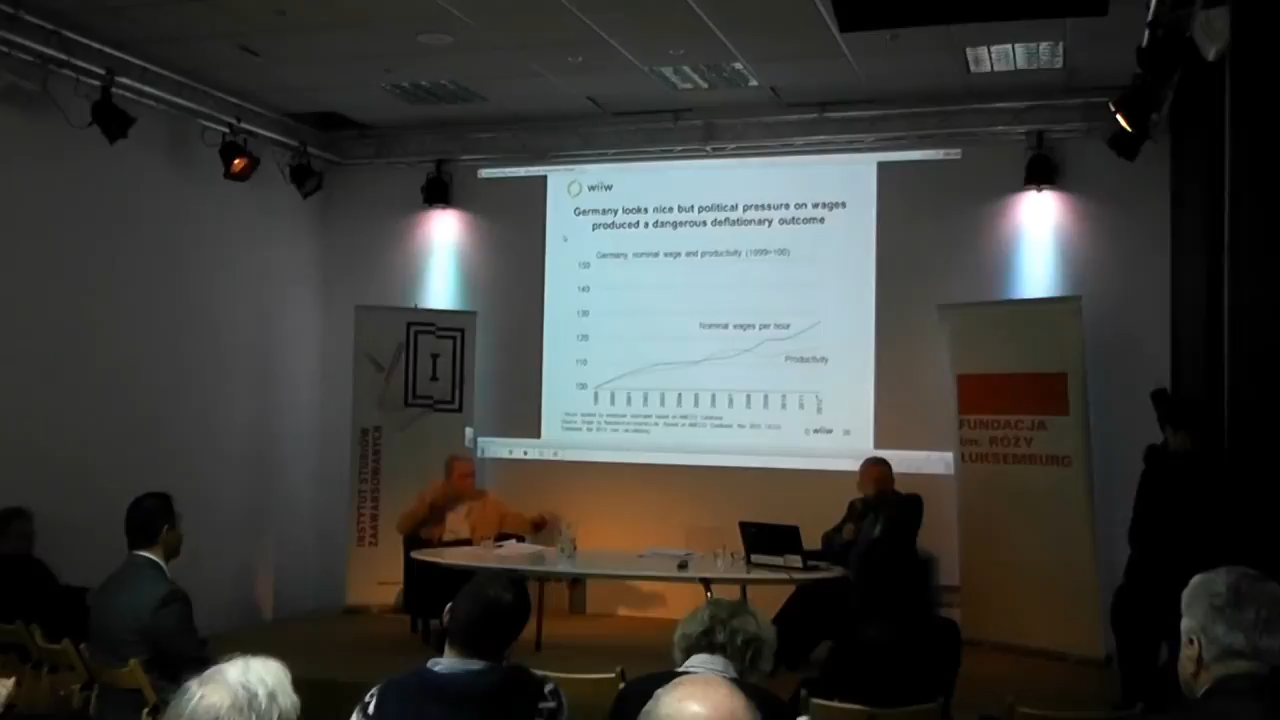 wiiw
Germany looks nice but political pressure on wages
produced a dangerous deflationary outcome
Germany nominal wage and productivity (1999=100)
150
140
130
120
110
100
Nominal wages per hour
Productivity
wiiw
I
INSTYTUT STUDIÓW
ZAAWANSOWANYCH
FUNDACJA
im. RÓŻY
LUKSEMBURG